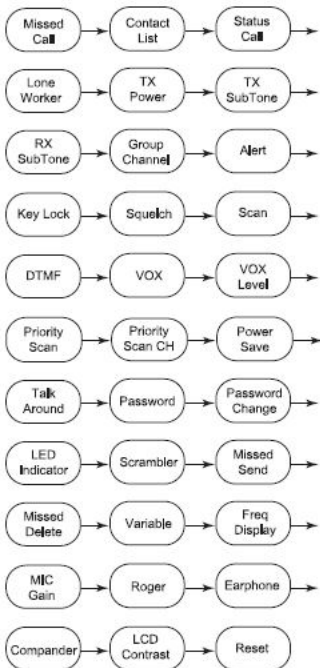 Missed Call
Contact List
Status Call
Lone Worker
TX Power
TX SubTone
RX SubTone
Group Channel
Alert
Key Lock
Squelch
Scan
DTMF
VOX
VOX Level
Priority Scan
Priority Scan CH
Power Save
Talk Around
Password
Password Change
LED Indicator
Scrambler
Missed Send
Missed Delete
Variable
Freq Display
MIC Gain
Roger
Earphone
Compander
LCD Contrast
Reset